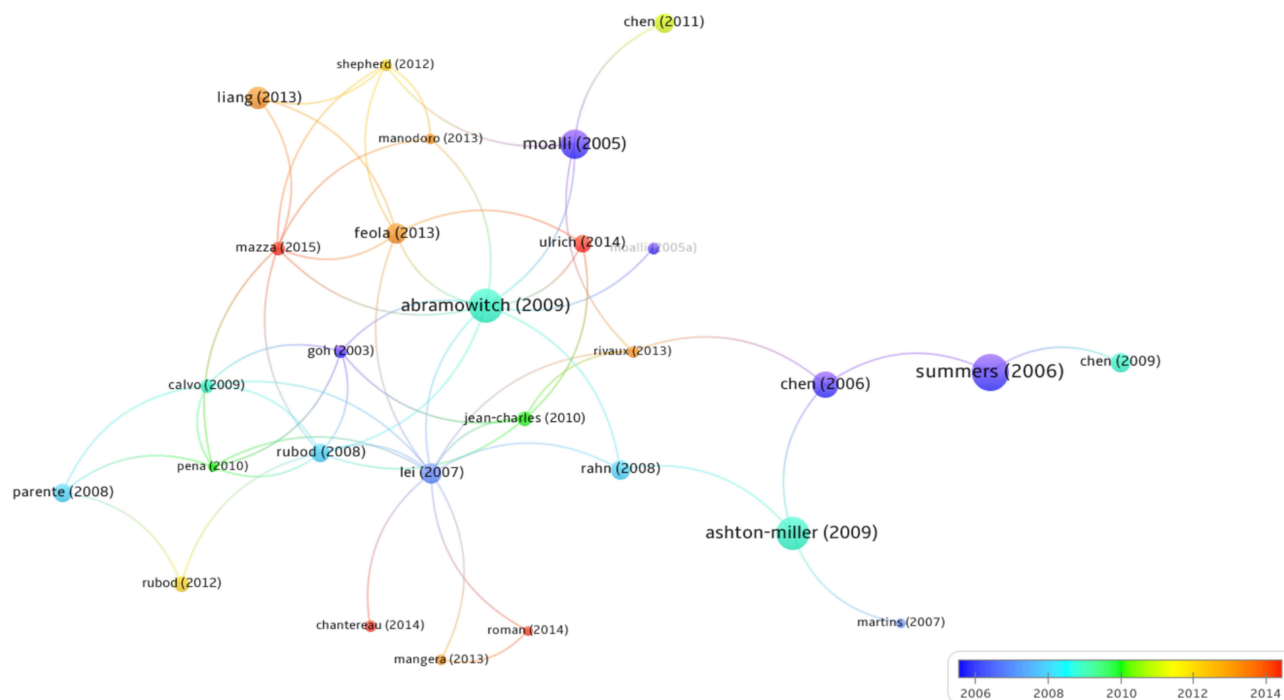 chen (2011)
shepherd (2012)
liang (2013)
manodoro (2013)
moalli (2005)
feola (2013)
ulrich (2014)
moalli (2005a)
mazza (2015)
abramowitch (2009)
goh (2003)
rivaux (2013)
chen (2009)
summers (2006)
calvo (2009)
chen (2006)
jean-charles (2010)
rubod (2008)
pena (2010)
lei (2007)
rahn (2008)
parente (2008)
ashton-miller (2009)
rubod (2012)
martins (2007)
chantereau (2014)
roman (2014)
mangera (2013)
2006 2008 2010 2012 2014